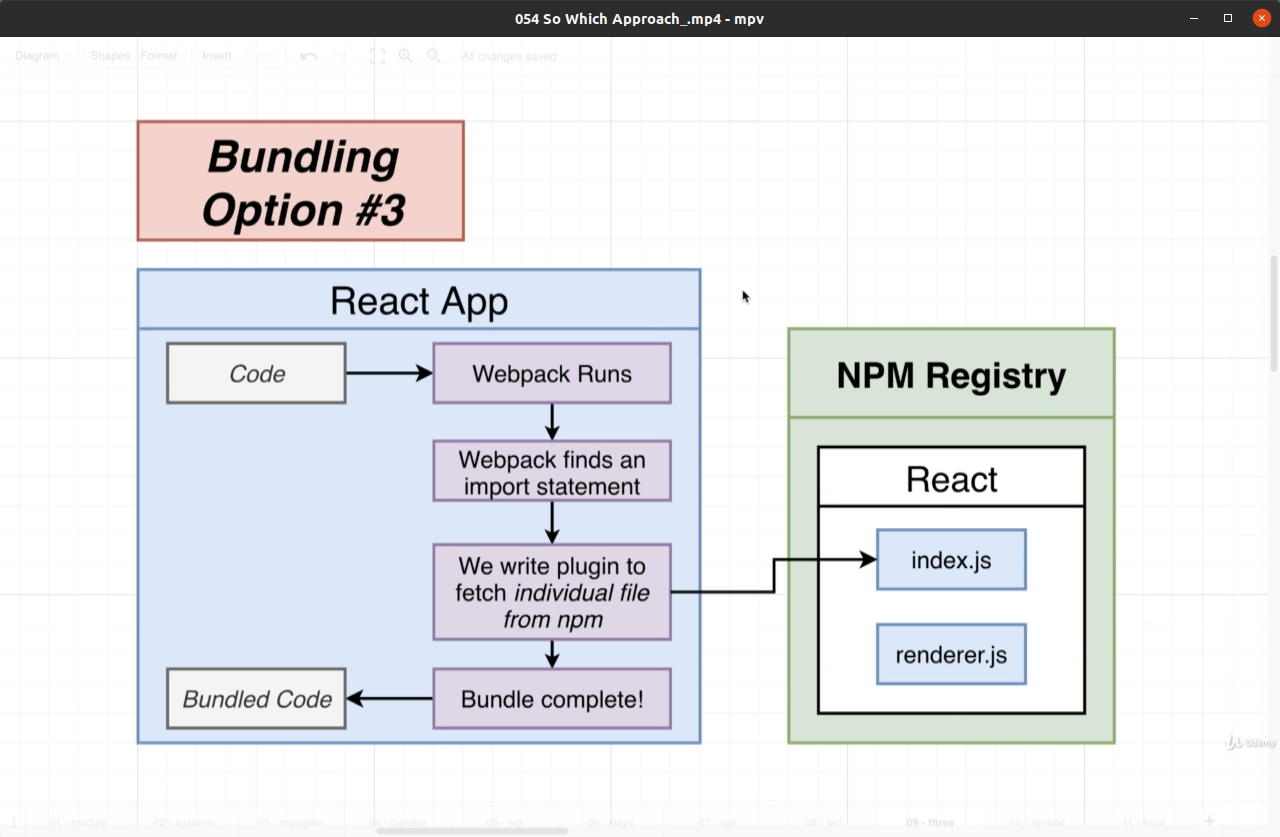 054 So Which Approach_.mp4 - mpv
Diagram Shapes Format Insert Delete All changes saved
Bundling
Option #3
React App
Code
Webpack Runs
NPM Registry
Webpack finds an
import statement
React
We write plugin to
fetch individual file
from npm
index.js
renderer.js
Bundled Code
Bundle complete!
Udemy
01 - module 02 - systems 03 - transpiler 04 - bundler 06 - steps 07 - opt 08 - two 09 - three 10 - remote 11 - local